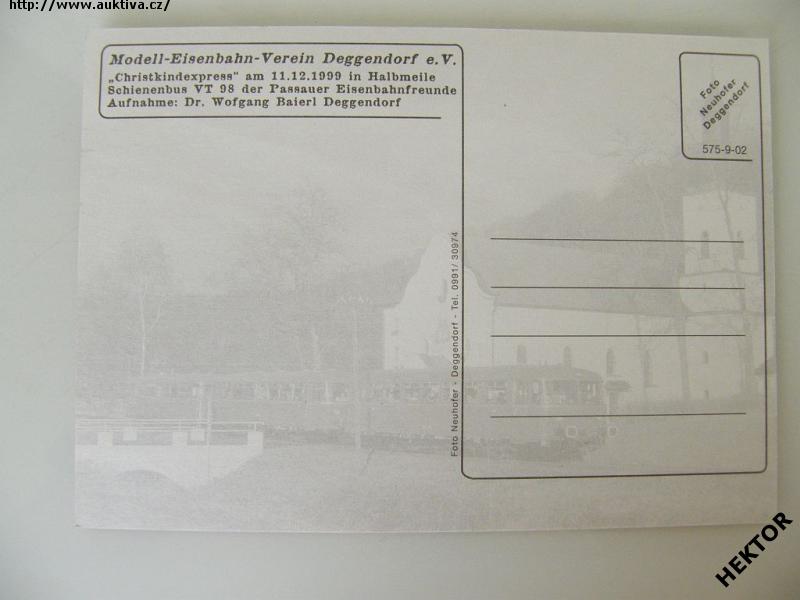 http://www.auktiva.cz/
Modell-Eisenbahn-Verein Deggendorf e.V.
„Christkindexpress" am 11.12.1999 in Halbmeile
Schienenbus VT 98 der Passauer Eisenbahnfreunde
Aufnahme: Dr. Wofgang Baierl Deggendorf
Foto
Neuhofer
Deggendorf
575-9-02
Foto Neuhofer - Deggendorf - Tel. 0991/ 30974
HEKTOR